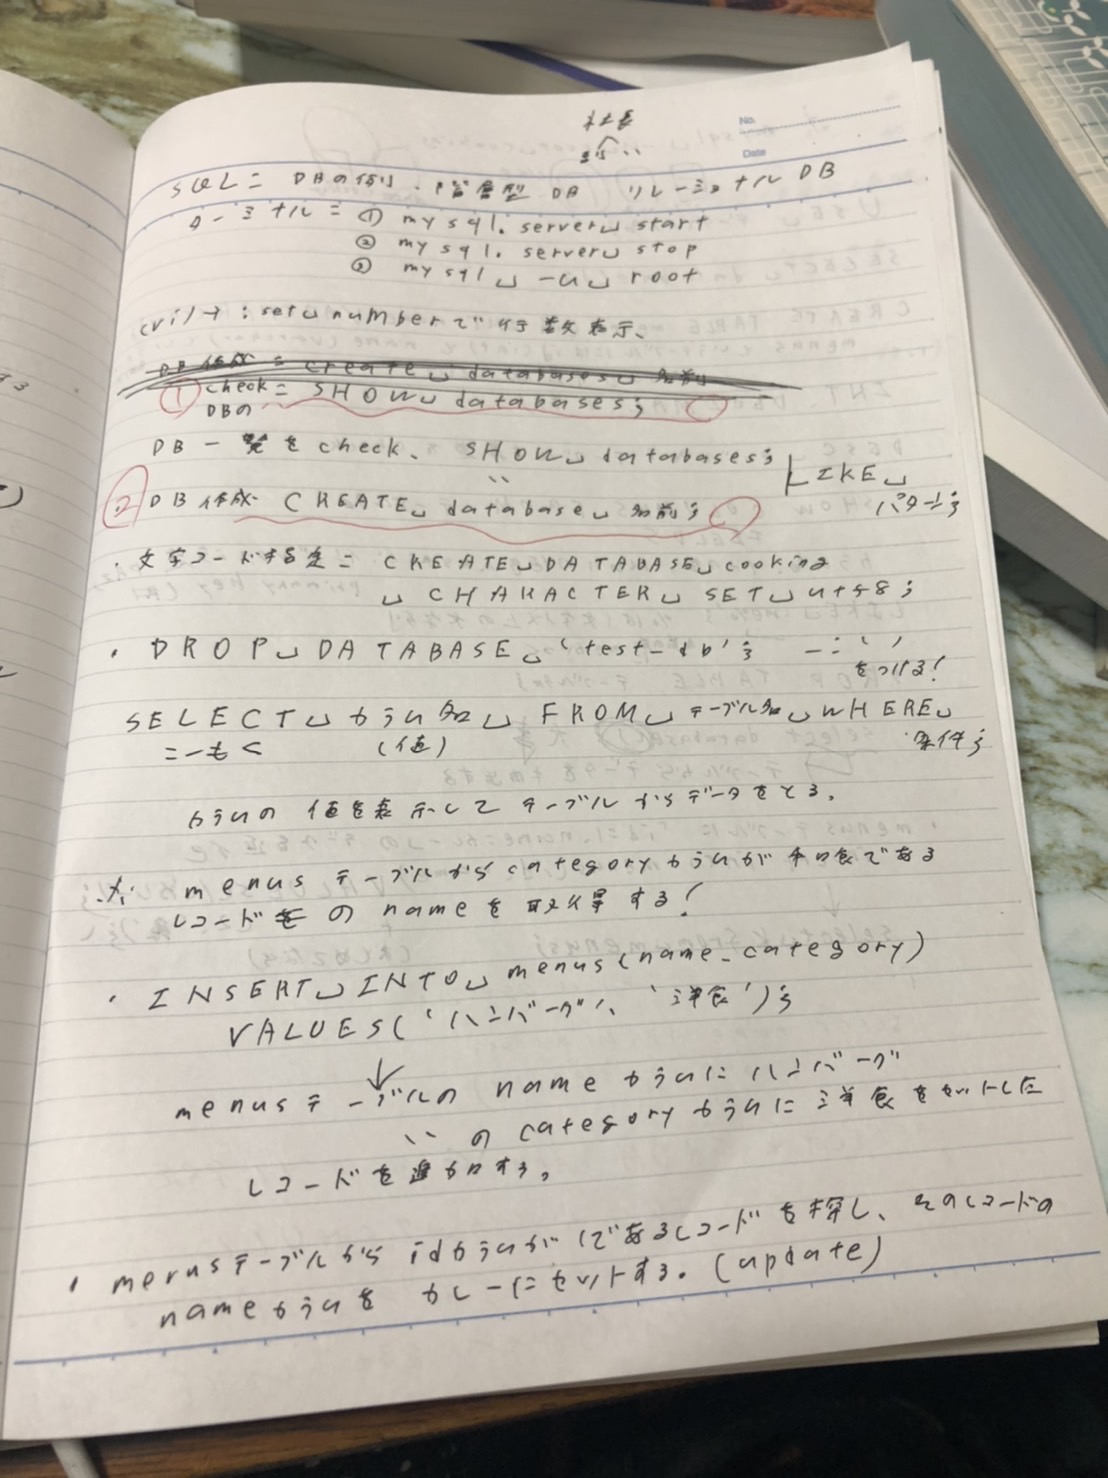 社長
No.
Date
SQL = DBの例) ・階層型 DB リレーショナル DB
ターミナル = ① mysql.server␣start
② mysql.server␣stop
③ mysql␣-u␣root
(vi)→ :set␣numberで行数表示、
DB作成 = create␣databases␣名前
① check = SHOW␣databases;
DBの
DB一覧をcheck、 SHOW␣databases;
LIKE␣
パターン;
② DB作成 CREATE␣database␣名前;
・文字コードする定 = CREATE␣DATABASE␣cooking
␣CHARACTER␣SET␣utf8;
・DROP␣DATABASE␣'test_db';
をつける!
SELECT␣カラム名␣FROM␣テーブル名␣WHERE␣
(値) 条件;
カラムの値を表示してテーブルからデータをとる.
menusテーブルからcategoryカラムが和食である
レコードをのnameを取得する!
・INSERT␣INTO␣menus(name_category)
VALUES('ハンバーグ', '洋食');
↓
menusテーブルのnameカラムにハンバーグ
〃のcategoryカラムに洋食をセットした
レコードを追加する。
・menusテーブルからidカラムが1であるレコードを探し、そのレコードの
nameカラムをカレーにセットする.(update)